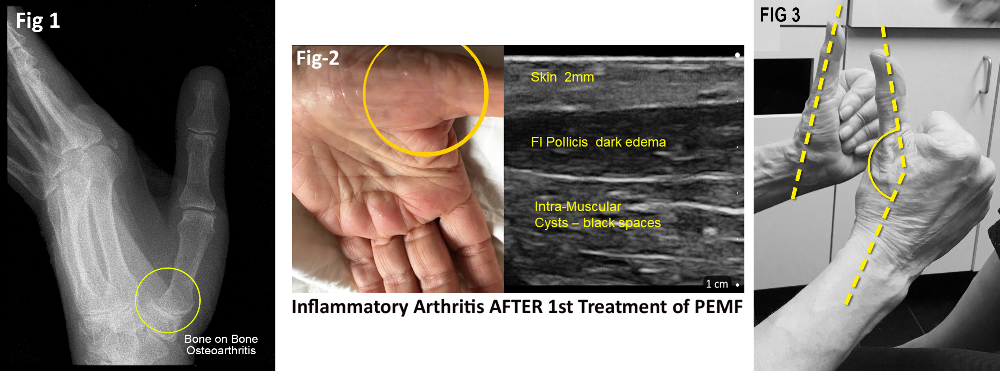 Fig 1
Bone on Bone
Osteoarthritis
Fig-2
Skin 2mm
Fl Pollicis dark edema
Intra-Muscular
Cysts – black spaces
1 cm
Inflammatory Arthritis AFTER 1st Treatment of PEMF
FIG 3